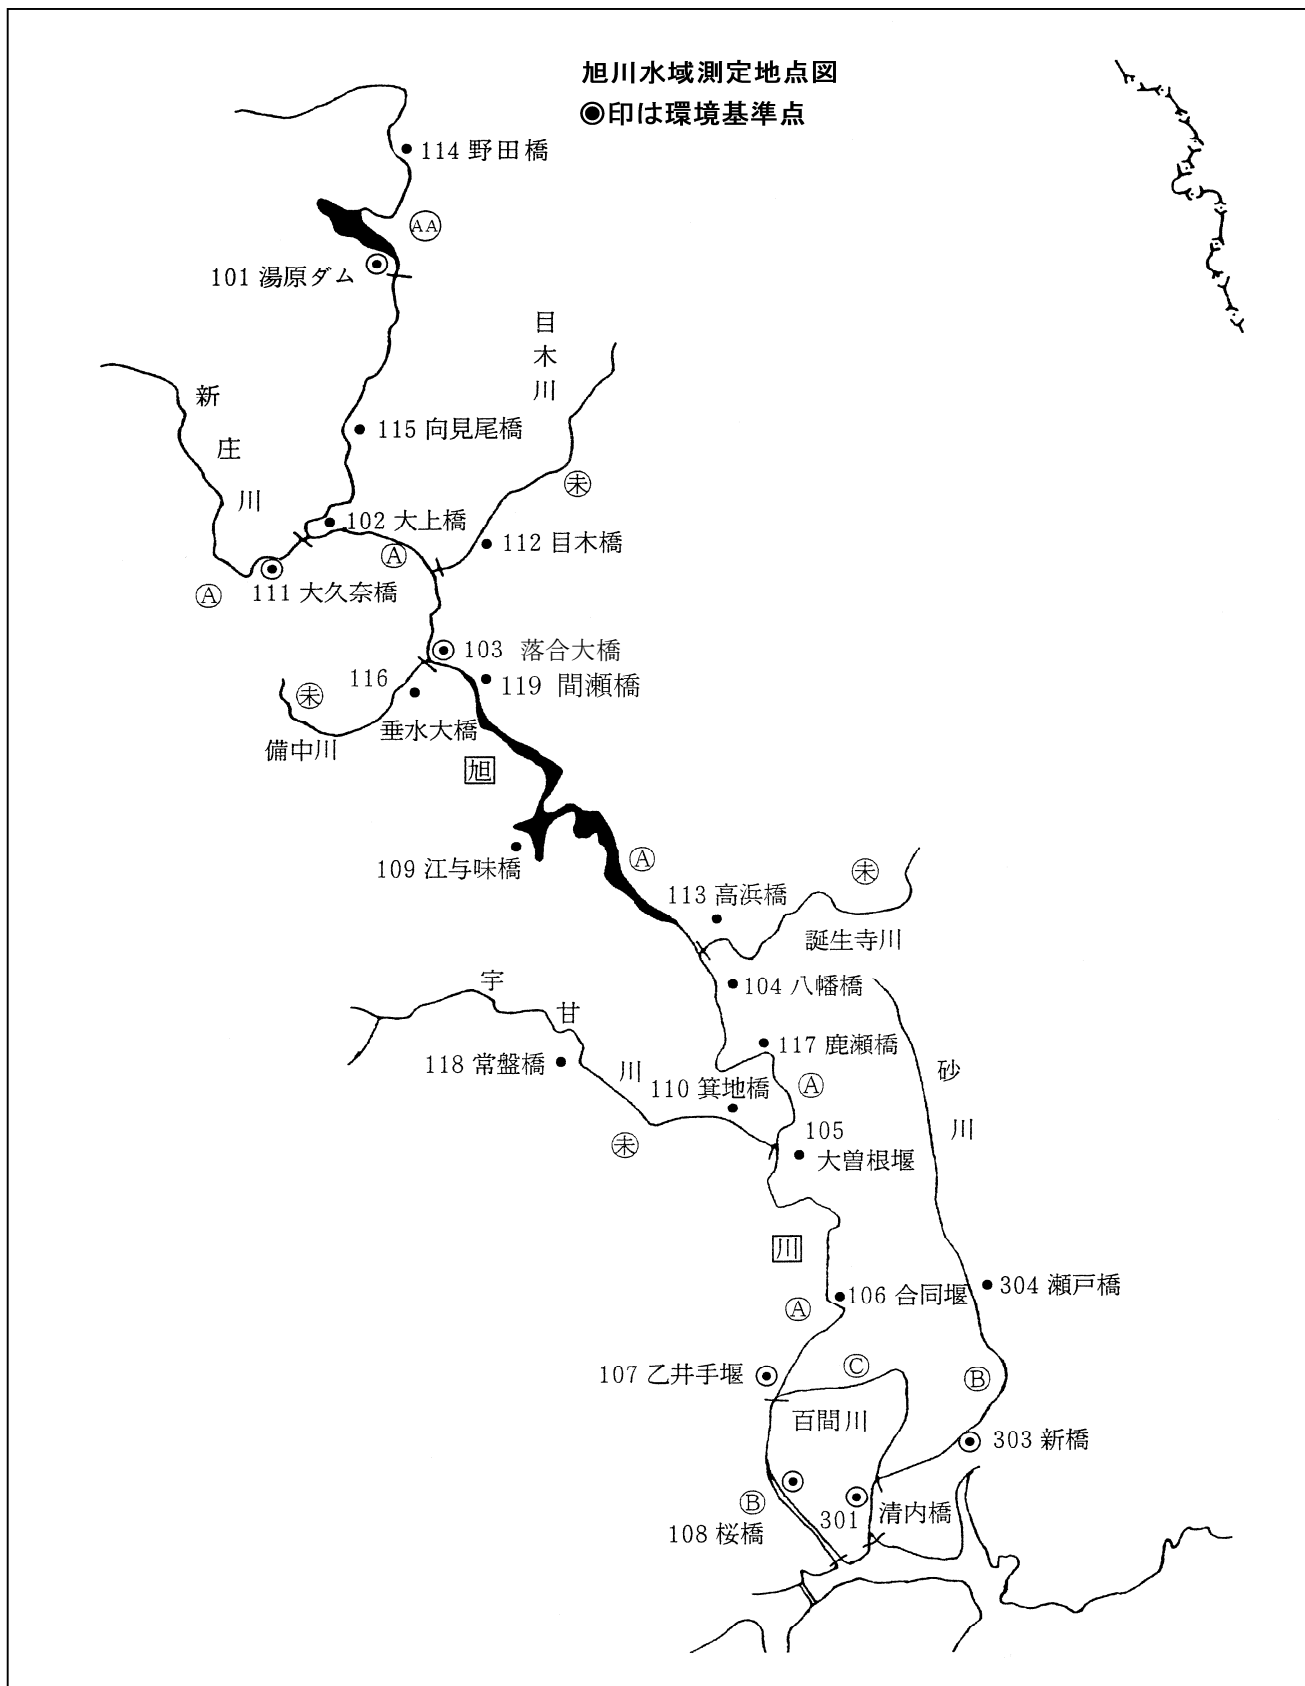 旭川水域測定地点図
◉印は環境基準点
114 野田橋
AA
101 湯原ダム
目木川
新庄川
115 向見尾橋
未
102 大上橋
112 目木橋
A
A
111 大久奈橋
103 落合大橋
116
垂水大橋
119 間瀬橋
未
備中川
旭
109 江与味橋
A
未
113 高浜橋
誕生寺川
104 八幡橋
宇甘川
117 鹿瀬橋
118 常盤橋
砂川
110 箕地橋
A
未
105
大曽根堰
川
304 瀬戸橋
106 合同堰
A
107 乙井手堰
C
B
百間川
303 新橋
B
301
清内橋
108 桜橋